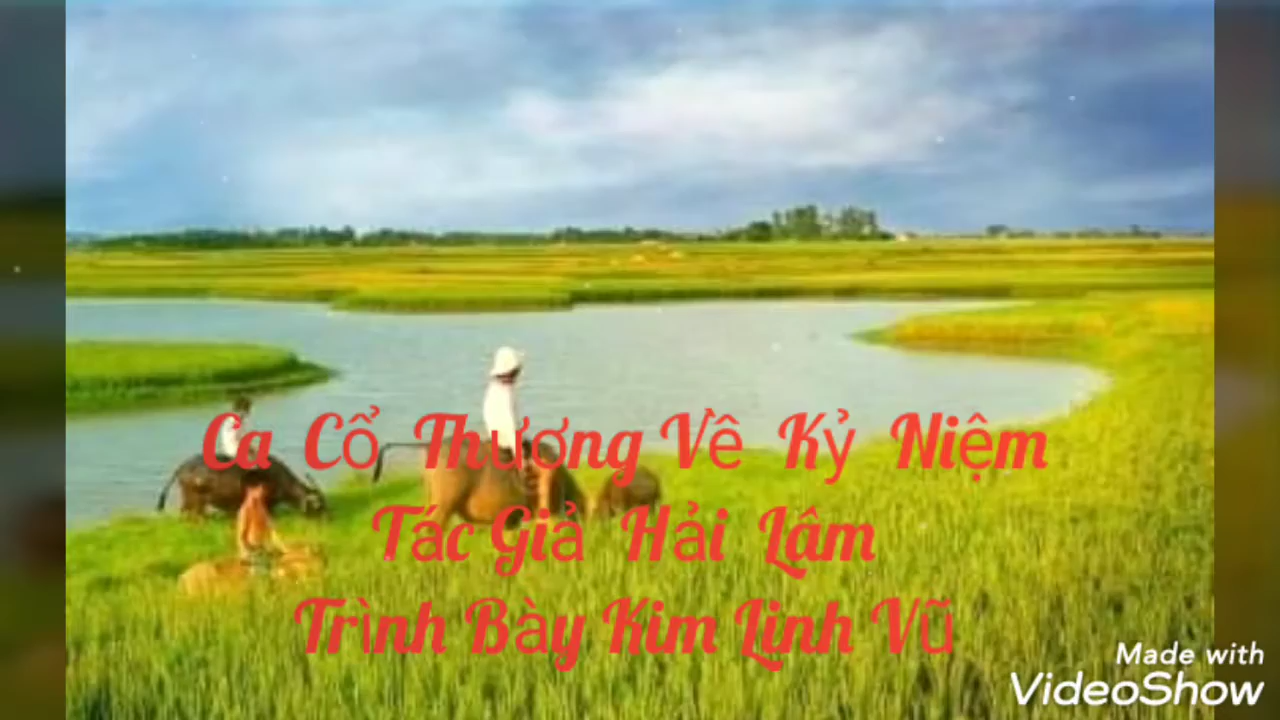 Ca Cổ Thương Về Kỷ Niệm
Tác Giả Hải Lâm
Trình Bày Kim Linh Vũ
Made with
VideoShow